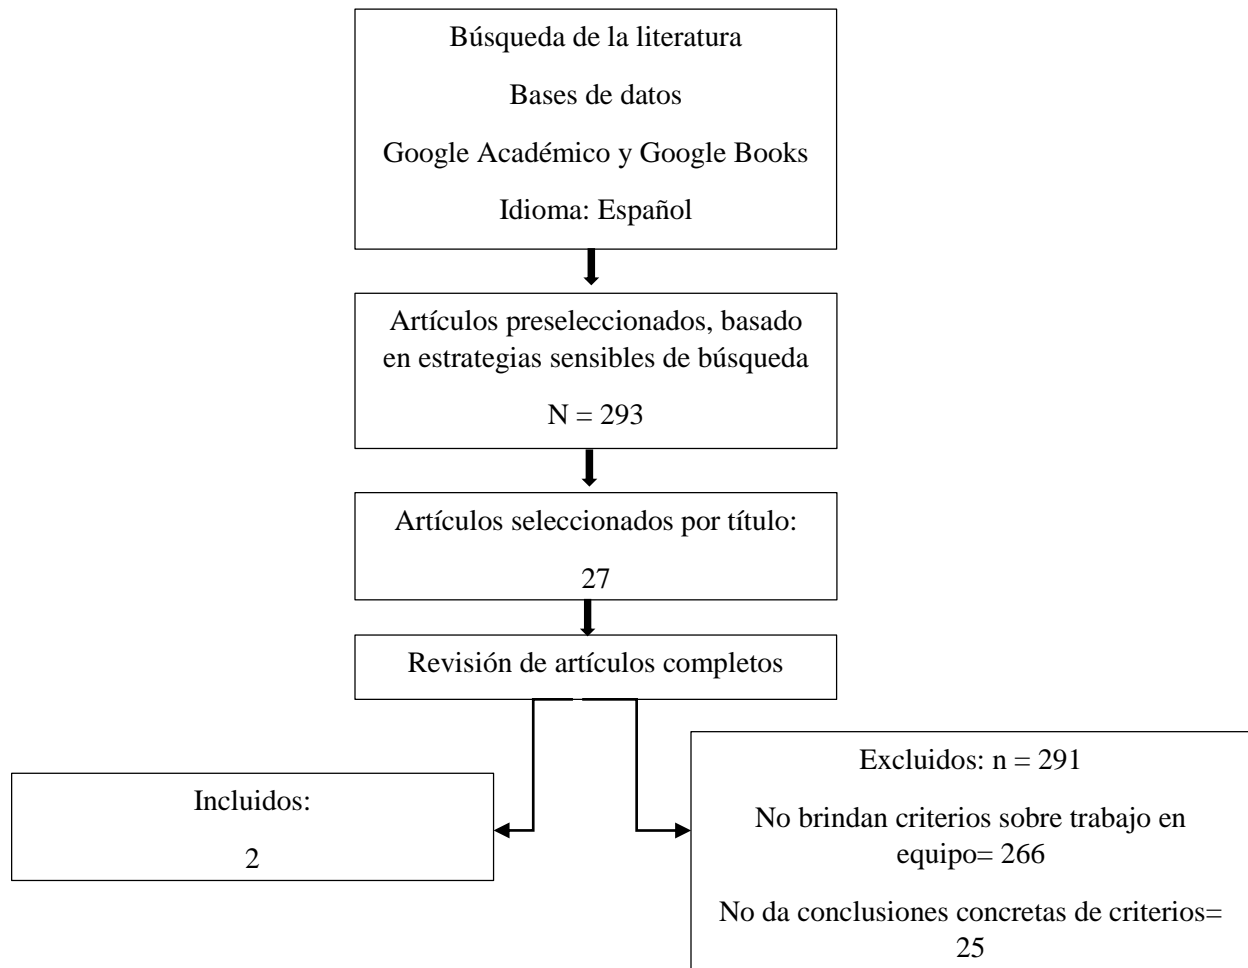 Búsqueda de la literatura
Bases de datos
Google Académico y Google Books
Idioma: Español
Artículos preseleccionados, basado
en estrategias sensibles de búsqueda
N = 293
Artículos seleccionados por título:
27
Revisión de artículos completos
Incluidos:
2
Excluidos: n = 291
No brindan criterios sobre trabajo en
equipo= 266
No da conclusiones concretas de criterios=
25